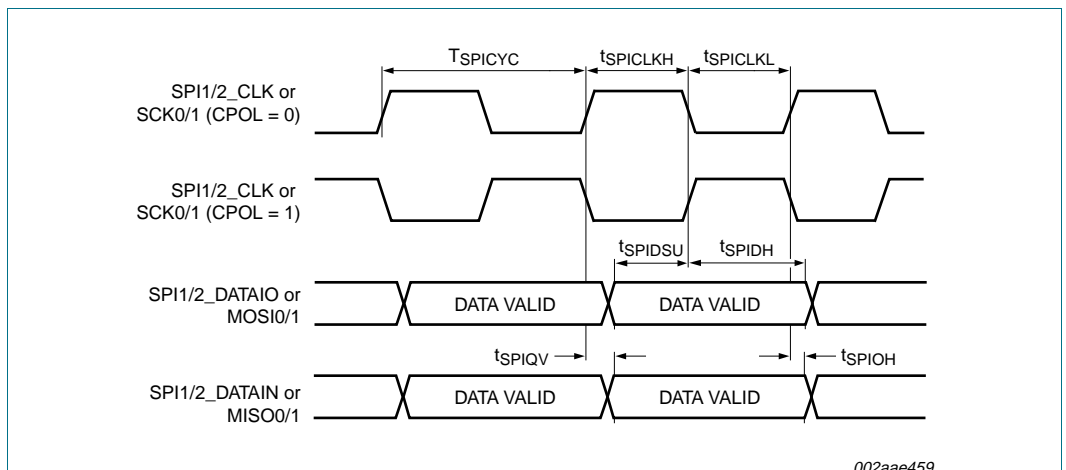 TSPICYC
tSPICLKH
tSPICLKL
SPI1/2_CLK or
SCK0/1 (CPOL = 0)
SPI1/2_CLK or
SCK0/1 (CPOL = 1)
tSPIDSU
tSPIDH
SPI1/2_DATAIO or
MOSI0/1
DATA VALID
DATA VALID
tSPIQV
tSPIOH
SPI1/2_DATAIN or
MISO0/1
DATA VALID
DATA VALID
002aae459